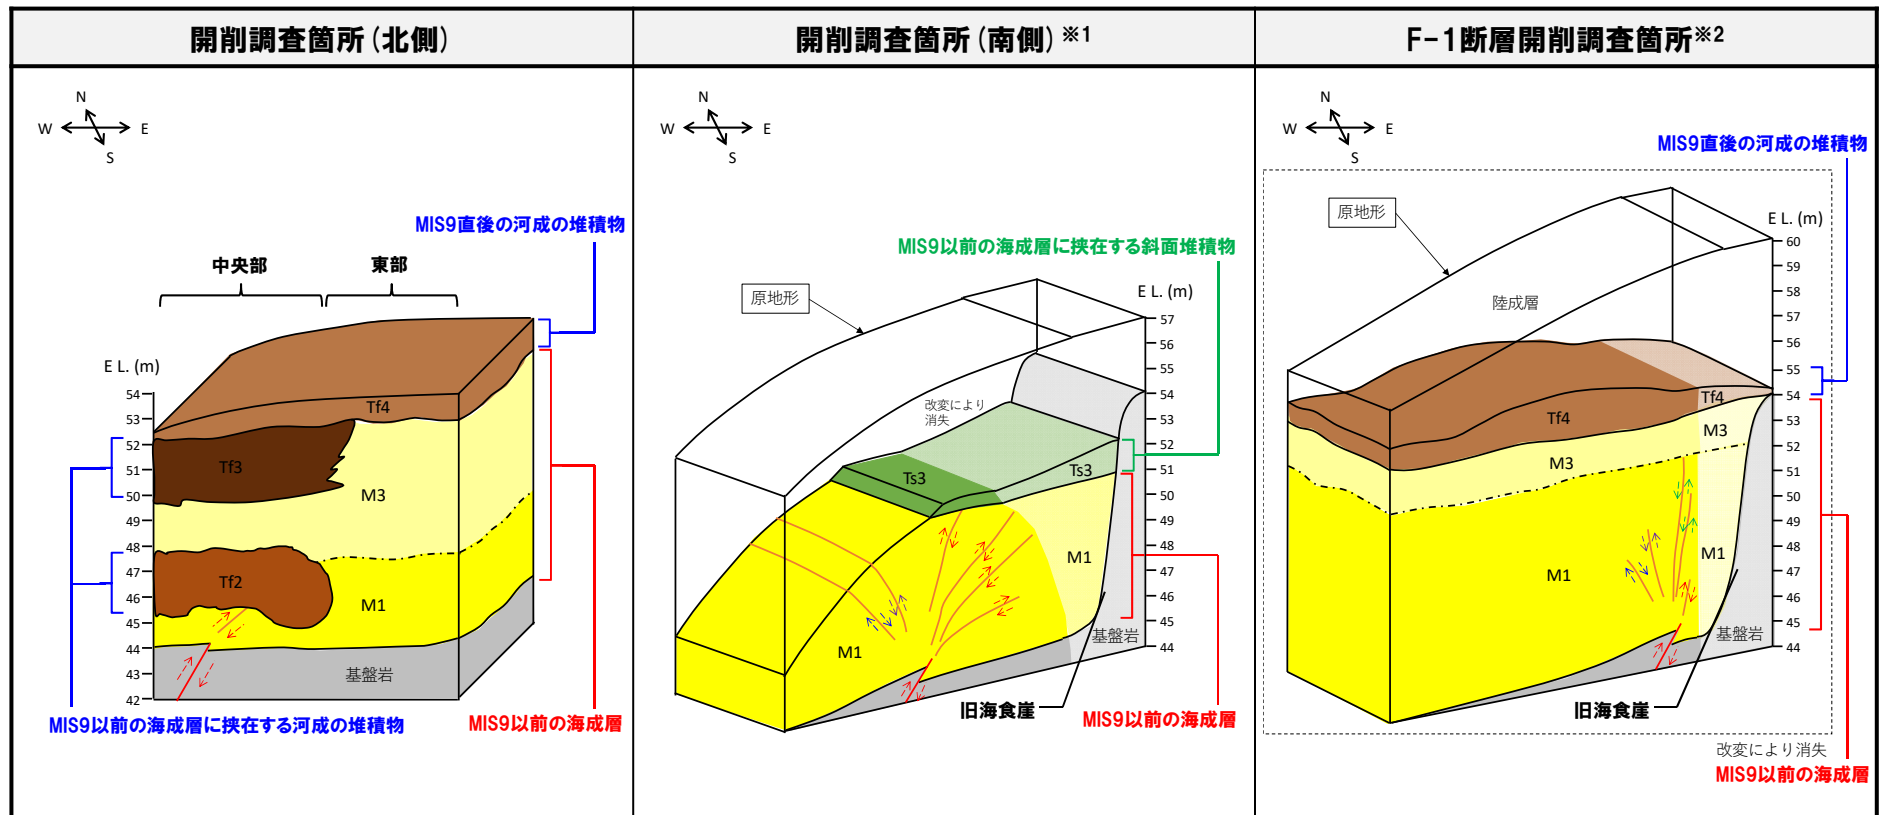 開削調査箇所(北側)
開削調査箇所(南側)※1
F-1断層開削調査箇所※2
N
W
E
S
MIS9直後の河成の堆積物
中央部
東部
E L. (m)
54
53
52
51
50
49
48
47
46
45
44
43
42
Tf4
Tf3
M3
Tf2
M1
基盤岩
MIS9以前の海成層に挟在する河成の堆積物
MIS9以前の海成層
N
W
E
S
MIS9以前の海成層に挟在する斜面堆積物
原地形
E L. (m)
57
56
55
54
53
52
51
50
49
48
47
46
45
44
改変により
消失
Ts3
Ts3
M1
M1
基盤岩
旧海食崖
MIS9以前の海成層
N
W
E
S
MIS9直後の河成の堆積物
原地形
E L. (m)
60
59
58
57
56
55
54
53
52
51
50
49
48
47
46
45
44
陸成層
Tf4
Tf4
M3
M3
M1
M1
基盤岩
旧海食崖
改変により消失
MIS9以前の海成層